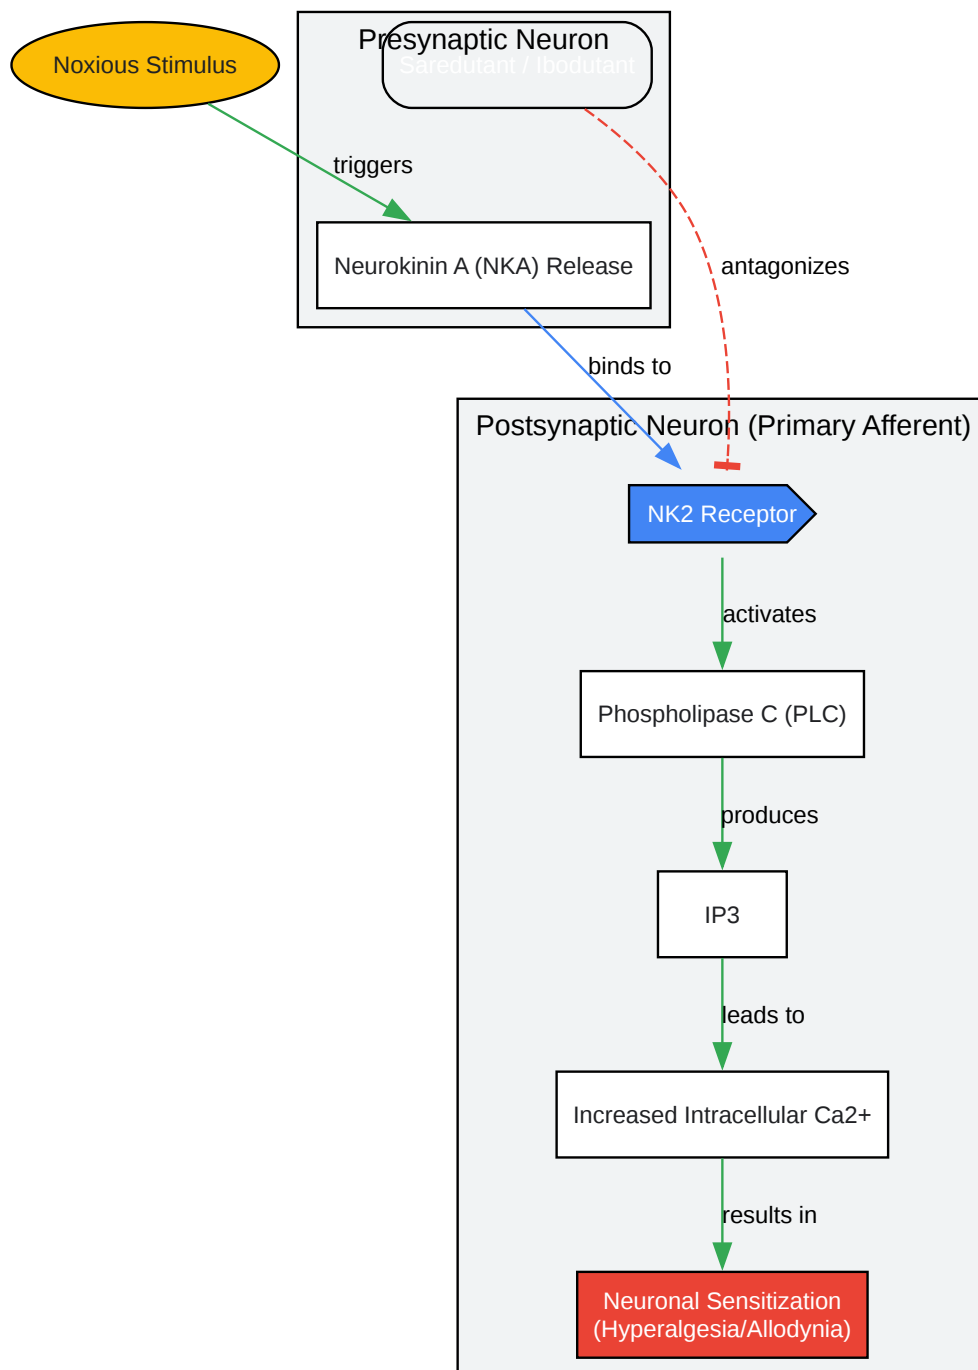 Presynaptic Neuron
Noxious Stimulus
Saredutant / Ibodutant
triggers
Neurokinin A (NKA) Release
antagonizes
binds to
Postsynaptic Neuron (Primary Afferent)
NK2 Receptor
activates
Phospholipase C (PLC)
produces
IP3
leads to
Increased Intracellular Ca2+
results in
Neuronal Sensitization
(Hyperalgesia/Allodynia)